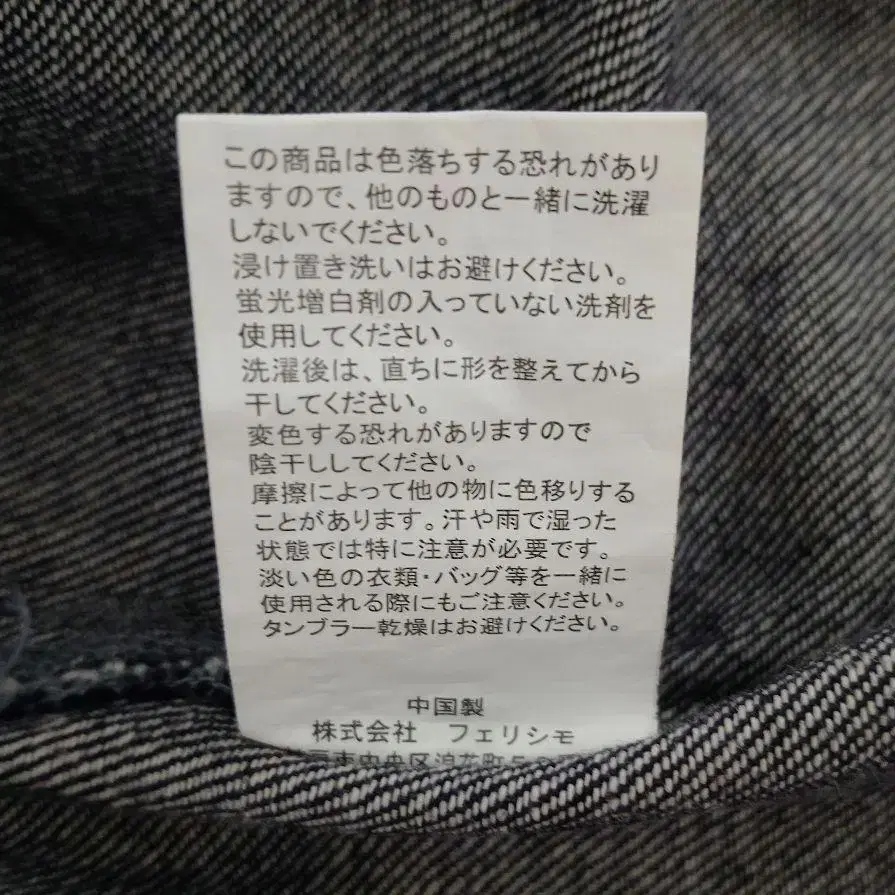 この商品は色落ちする恐れがあり
ますので、他のものと一緒に洗濯
しないでください。
浸け置き洗いはお避けください。
蛍光増白剤の入っていない洗剤を
使用してください。
洗濯後は、直ちに形を整えてから
干してください。
変色する恐れがありますので
陰干ししてください。
摩擦によって他の物に色移りする
ことがあります。汗や雨で湿った
状態では特に注意が必要です。
淡い色の衣類・バッグ等を一緒に
使用される際にもご注意ください。
タンブラー乾燥はお避けください。
中国製
株式会社 フェリシモ
市中央区浪花町59